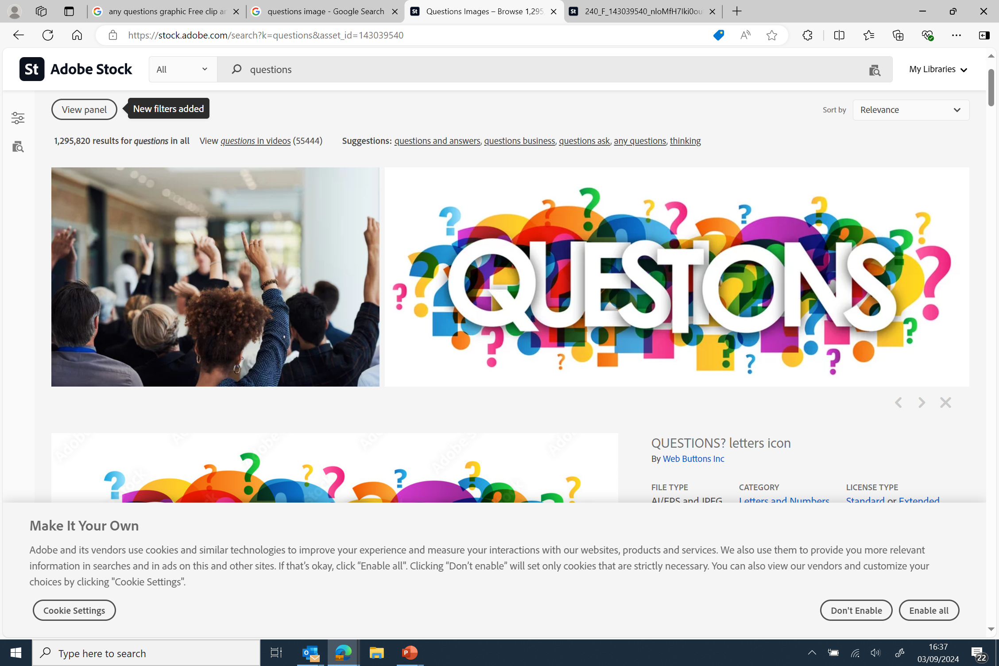 any questions graphic Free clip ar
questions image - Google Search
Questions Images – Browse 1,295,
240_F_143039540_nloMfH7Iki0ou
https://stock.adobe.com/search?k=questions&asset_id=143039540
St Adobe Stock
All
questions
My Libraries
View panel
New filters added
Sort by
Relevance
1,295,820 results for questions in all
View questions in videos (55444)
Suggestions: questions and answers, questions business, questions ask, any questions, thinking
QUESTIONS
QUESTIONS? letters icon
By Web Buttons Inc
FILE TYPE CATEGORY LICENSE TYPE
AI/EPS and JPEG Letters and Numbers Standard or Extended
Make It Your Own
Adobe and its vendors use cookies and similar technologies to improve your experience and measure your interactions with our websites, products and services. We also use them to provide you more relevant
information in searches and in ads on this and other sites. If that’s okay, click “Enable all”. Clicking “Don’t enable” will set only cookies that are strictly necessary. You can also view our vendors and customize your
choices by clicking "Cookie Settings".
Cookie Settings
Don't Enable
Enable all
Type here to search
16:37
03/09/2024
22